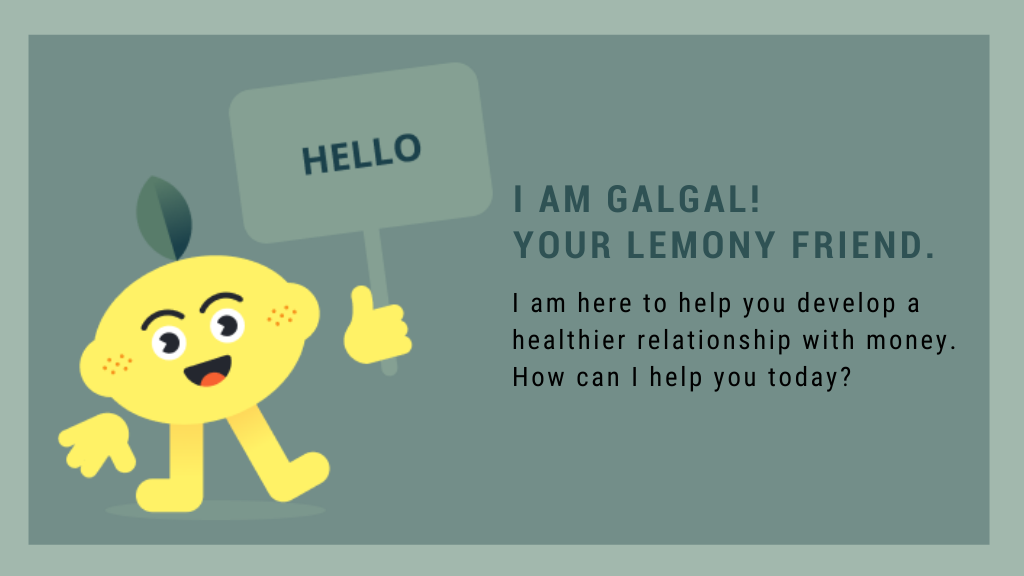 HELLO
I AM GALGAL!
YOUR LEMONY FRIEND.
I am here to help you develop a
healthier relationship with money.
How can I help you today?